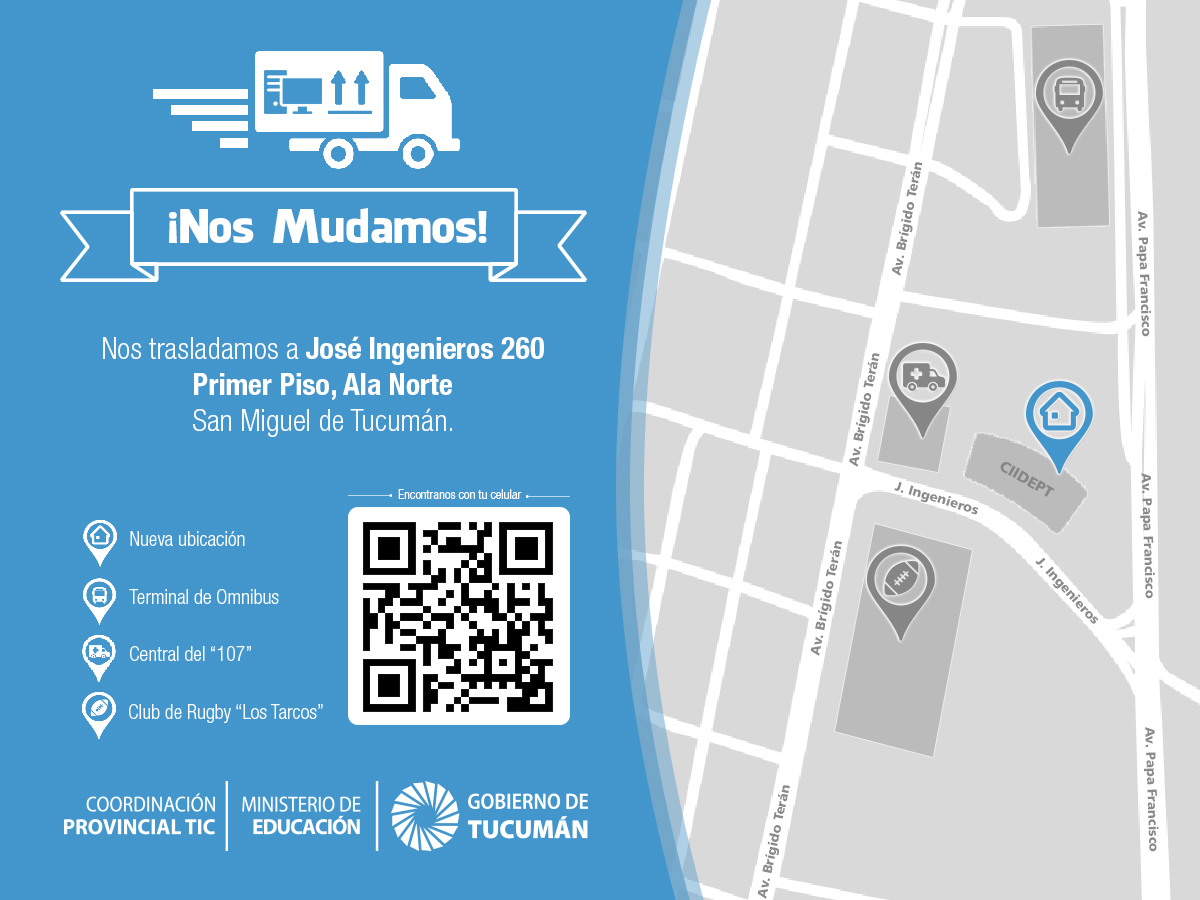 ¡Nos Mudamos!
Nos trasladamos a José Ingenieros 260
Primer Piso, Ala Norte
San Miguel de Tucumán.
Encontranos con tu celular
Nueva ubicación
Terminal de Omnibus
Central del “107”
Club de Rugby “Los Tarcos”
COORDINACIÓN
PROVINCIAL TIC
MINISTERIO DE
EDUCACIÓN
GOBIERNO DE
TUCUMÁN
Av. Brígido Terán
Av. Papa Francisco
Av. Brígido Terán
CIIDEPT
J. Ingenieros
Av. Papa Francisco
J. Ingenieros
Av. Brígido Terán
Av. Papa Francisco
Av. Brígido Terán